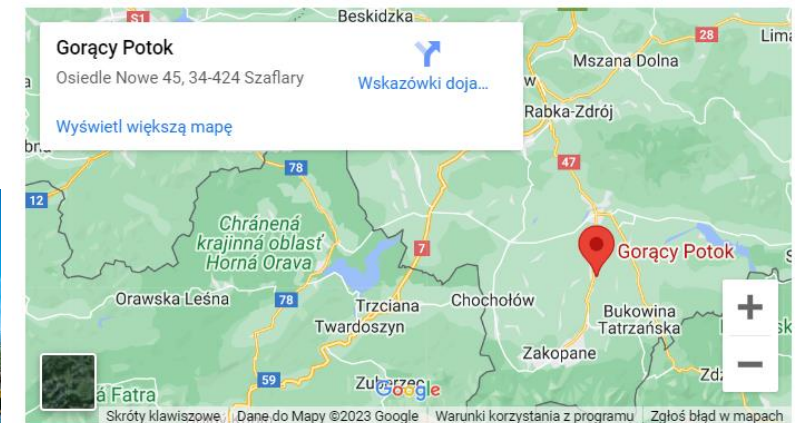 S1
Beskidzka
28
Lima
Gorący Potok
Osiedle Nowe 45, 34-424 Szaflary
Wskazówki doja...
Wyświetl większą mapę
Mszana Dolna
w
Rabka-Zdrój
47
78
12
Chránená
krajinná oblasť
Horná Orava
7
Gorący Potok
Orawska Leśna
78
Trzciana
Chochołów
Twardoszyn
Bukowina
Tatrzańska
sk
Zakopane
59
á Fatra
Google
Skróty klawiszowe
Dane do Mapy ©2023 Google
Warunki korzystania z programu
Zgłoś błąd w mapach